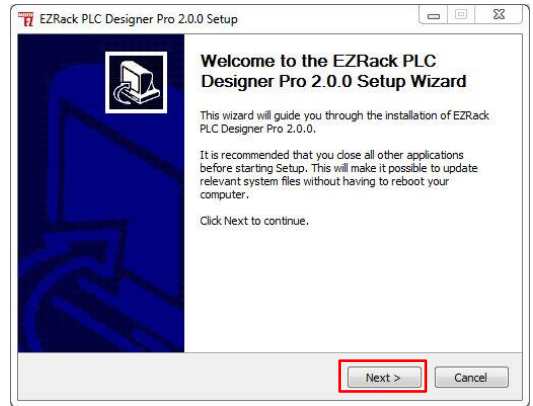 EZRack PLC Designer Pro 2.0.0 Setup
Welcome to the EZRack PLC
Designer Pro 2.0.0 Setup Wizard
This wizard will guide you through the installation of EZRack
PLC Designer Pro 2.0.0.
It is recommended that you close all other applications
before starting Setup. This will make it possible to update
relevant system files without having to reboot your
computer.
Click Next to continue.
Next >
Cancel